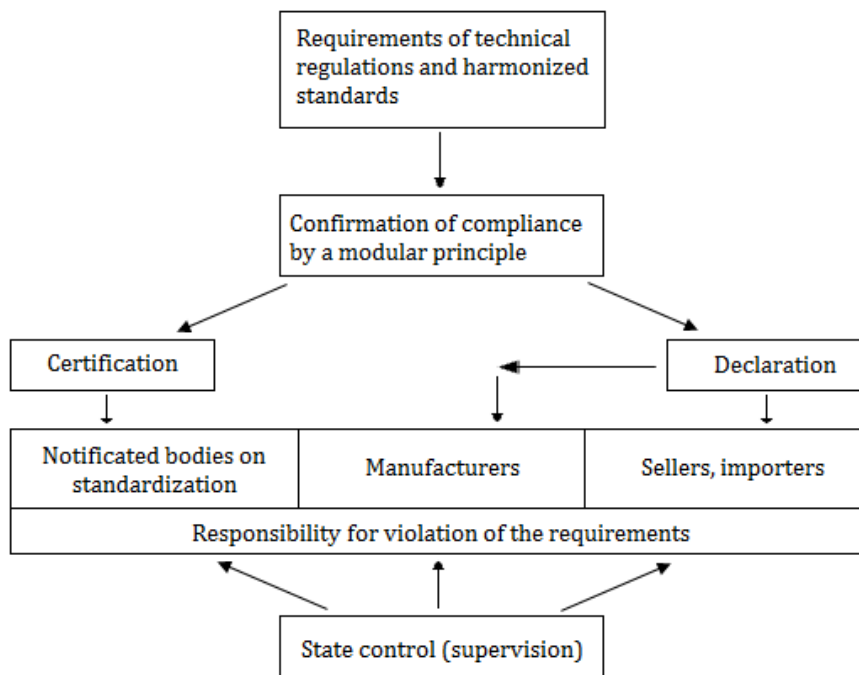 Requirements of technical
regulations and harmonized
standards
Confirmation of compliance
by a modular principle
Certification
Declaration
Notificated bodies on
standardization
Manufacturers
Sellers, importers
Responsibility for violation of the requirements
State control (supervision)